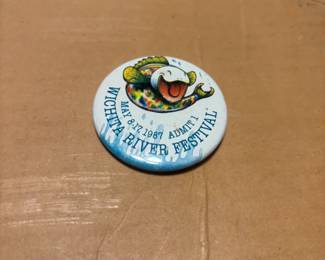 MAY 8-17, 1987 ADMIT 1
WICHITA RIVER FESTIVAL